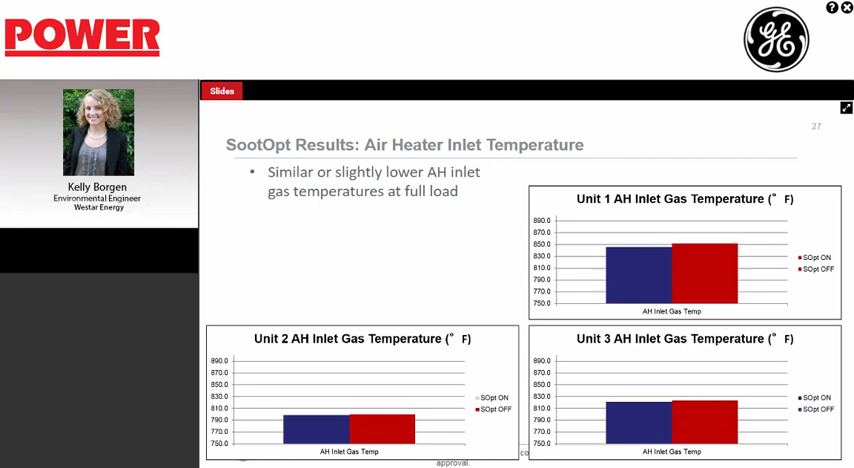 POWER
GE
Slides
Kelly Borgen
Environmental Engineer
Westar Energy
27
SootOpt Results: Air Heater Inlet Temperature
• Similar or slightly lower AH inlet
gas temperatures at full load
Unit 1 AH Inlet Gas Temperature (° F)
890.0
870.0
850.0
830.0
810.0
790.0
770.0
750.0
AH Inlet Gas Temp
SOpt ON
SOpt OFF
Unit 2 AH Inlet Gas Temperature (° F)
890.0
870.0
850.0
830.0
810.0
790.0
770.0
750.0
AH Inlet Gas Temp
SOpt ON
SOpt OFF
Unit 3 AH Inlet Gas Temperature (° F)
890.0
870.0
850.0
830.0
810.0
790.0
770.0
750.0
AH Inlet Gas Temp
SOpt ON
SOpt OFF
approval.